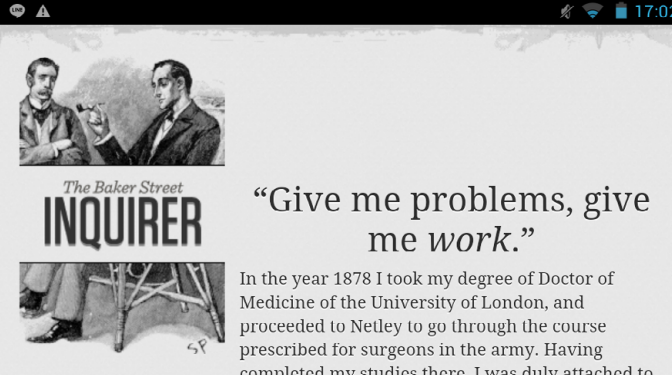 LINE
17:02
The Baker Street
INQUIRER
SP
“Give me problems, give
me work.”
In the year 1878 I took my degree of Doctor of
Medicine of the University of London, and
proceeded to Netley to go through the course
prescribed for surgeons in the army. Having
completed my studies there, I was duly attached to